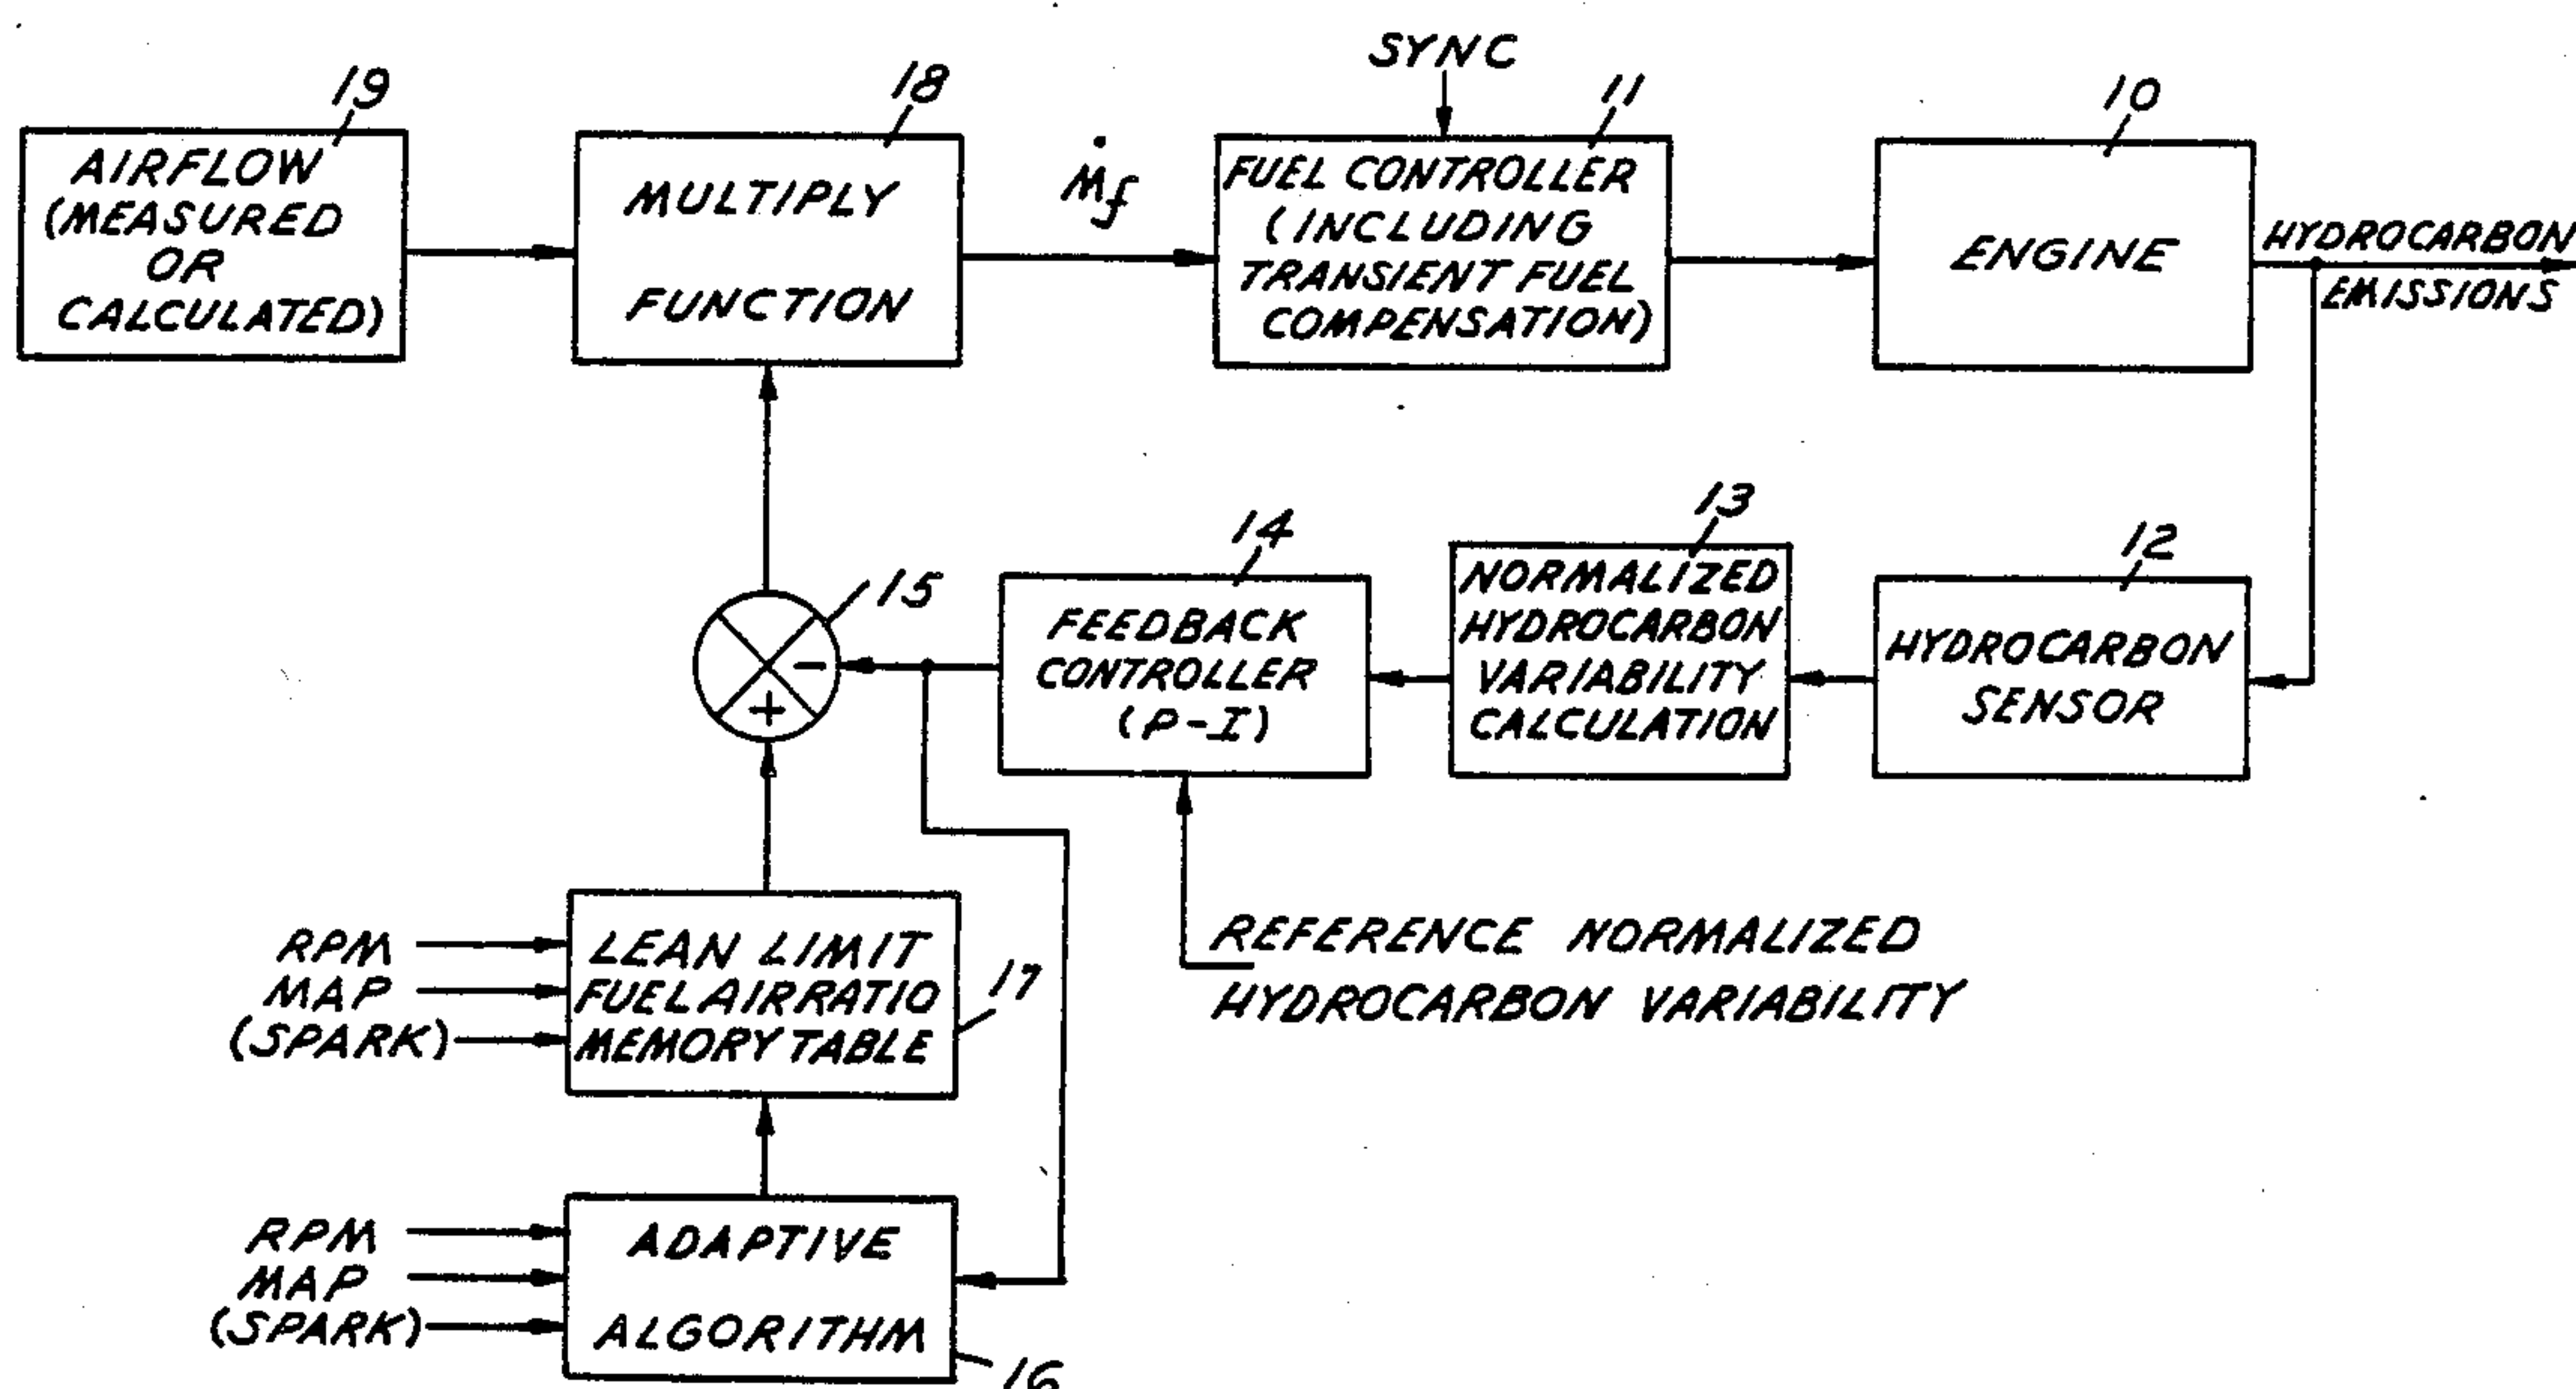 19
AIRFLOW
(MEASURED
OR
CALCULATED)
18
MULTIPLY
FUNCTION
Ṁf
SYNC
11
FUEL CONTROLLER
(INCLUDING
TRANSIENT FUEL
COMPENSATION)
10
ENGINE
HYDROCARBON
EMISSIONS
15
-
+
14
FEEDBACK
CONTROLLER
(P-I)
13
NORMALIZED
HYDROCARBON
VARIABILITY
CALCULATION
12
HYDROCARBON
SENSOR
REFERENCE NORMALIZED
HYDROCARBON VARIABILITY
RPM
MAP
(SPARK)
LEAN LIMIT
FUEL AIR RATIO
MEMORY TABLE
17
RPM
MAP
(SPARK)
ADAPTIVE
ALGORITHM
16